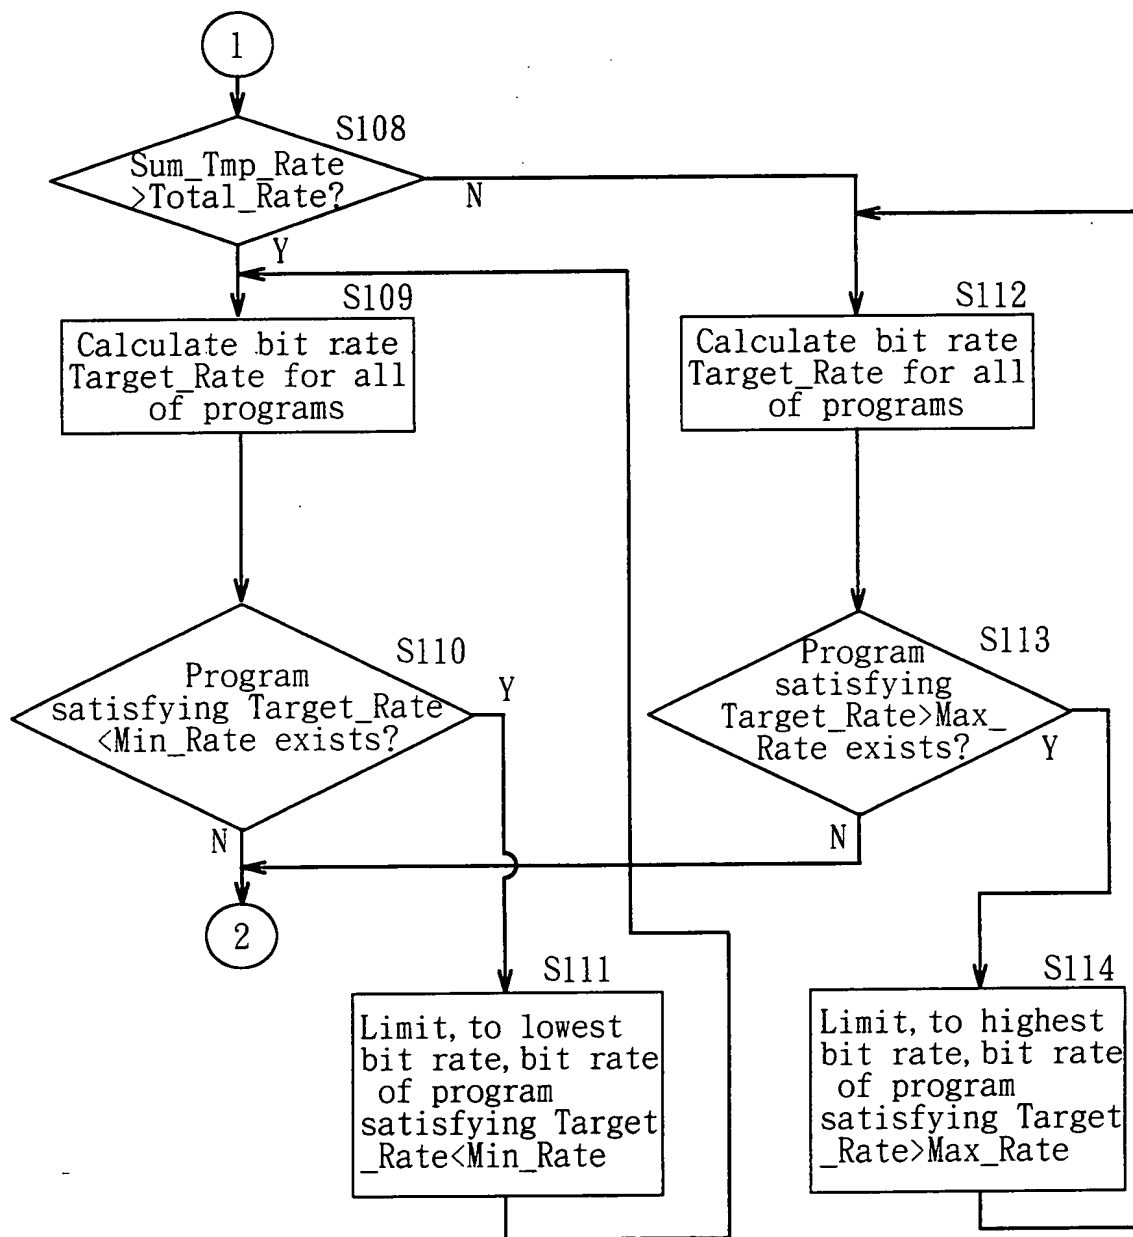 1
S108
Sum_Tmp_Rate
>Total_Rate?
N
Y
S109
Calculate bit rate
Target_Rate for all
of programs
S112
Calculate bit rate
Target_Rate for all
of programs
S110
Program
satisfying Target_Rate
<Min_Rate exists?
Y
N
S113
Program
satisfying
Target_Rate>Max_
Rate exists?
Y
N
2
S111
Limit, to lowest
bit rate, bit rate
of program
satisfying Target
_Rate<Min_Rate
S114
Limit, to highest
bit rate, bit rate
of program
satisfying Target
_Rate>Max_Rate